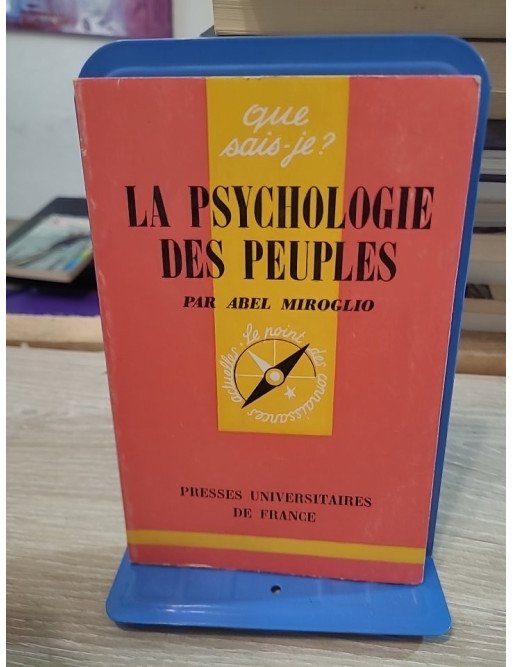 que
sais-je?
LA PSYCHOLOGIE
DES PEUPLES
PAR ABEL MIROGLIO
Le point des connaissances actuelles
PRESSES UNIVERSITAIRES
DE FRANCE